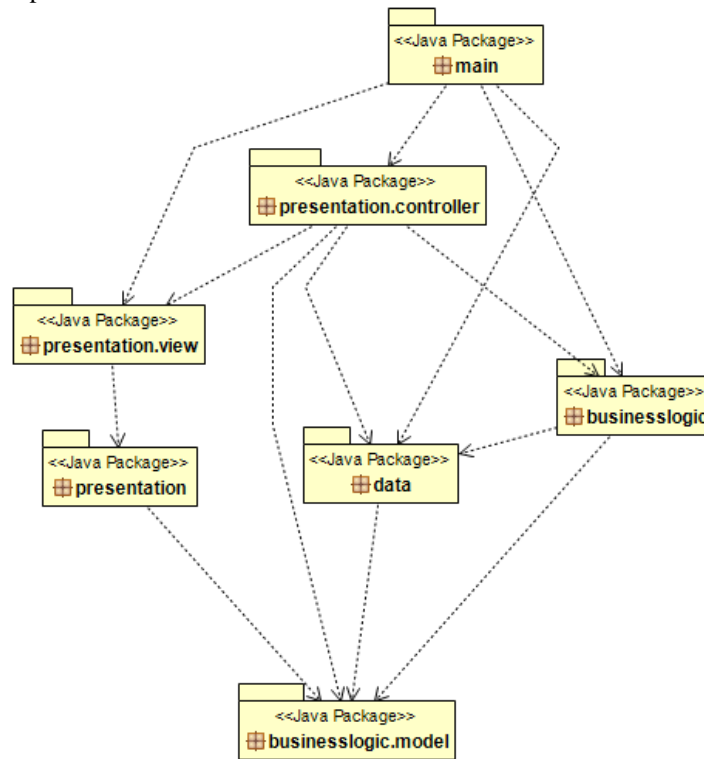 <<Java Package>>
main
<<Java Package>>
presentation.controller
<<Java Package>>
presentation.view
<<Java Package>>
businesslogic
<<Java Package>>
presentation
<<Java Package>>
data
<<Java Package>>
businesslogic.model